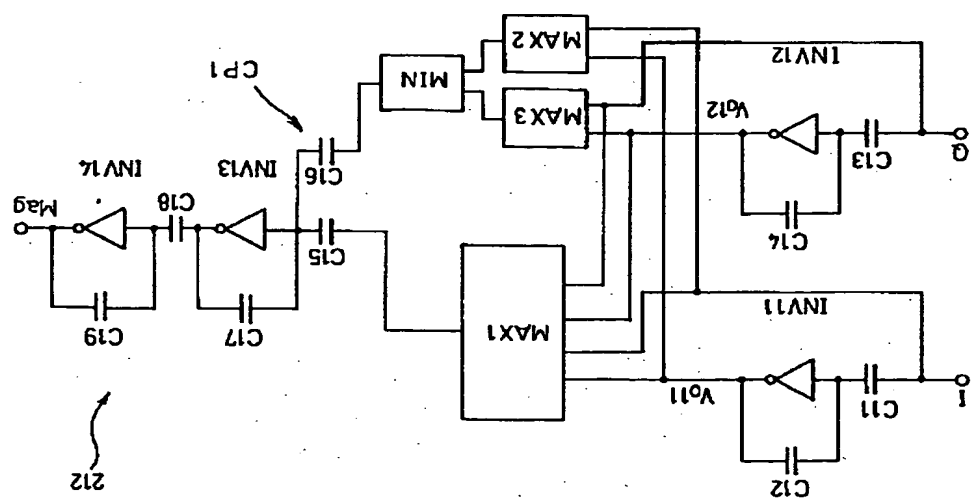 C12
212
I
C11
Vo11
C19
C17
MAX1
INV11
C15
C14
Q
C13
C18
Mag
Vo12
INV13
INV14
MAX3
C16
MIN
CP1
INV12
MAX2